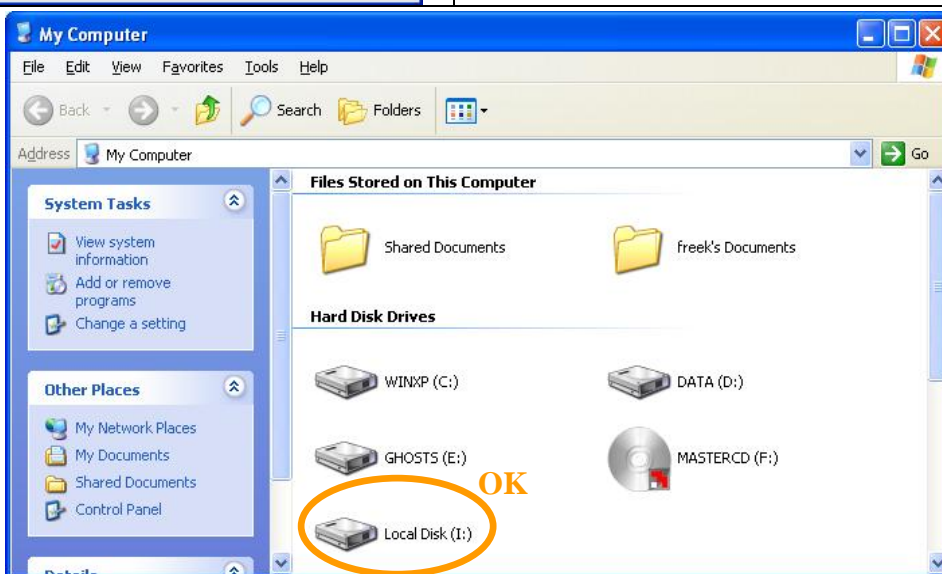 My Computer
File Edit View Favorites Tools Help
Back Search Folders
Address My Computer Go
System Tasks
View system
information
Add or remove
programs
Change a setting
Other Places
My Network Places
My Documents
Shared Documents
Control Panel
Details
Files Stored on This Computer
Shared Documents freek's Documents
Hard Disk Drives
WINXP (C:) DATA (D:)
GHOSTS (E:) MASTERCD (F:)
OK
Local Disk (I:)